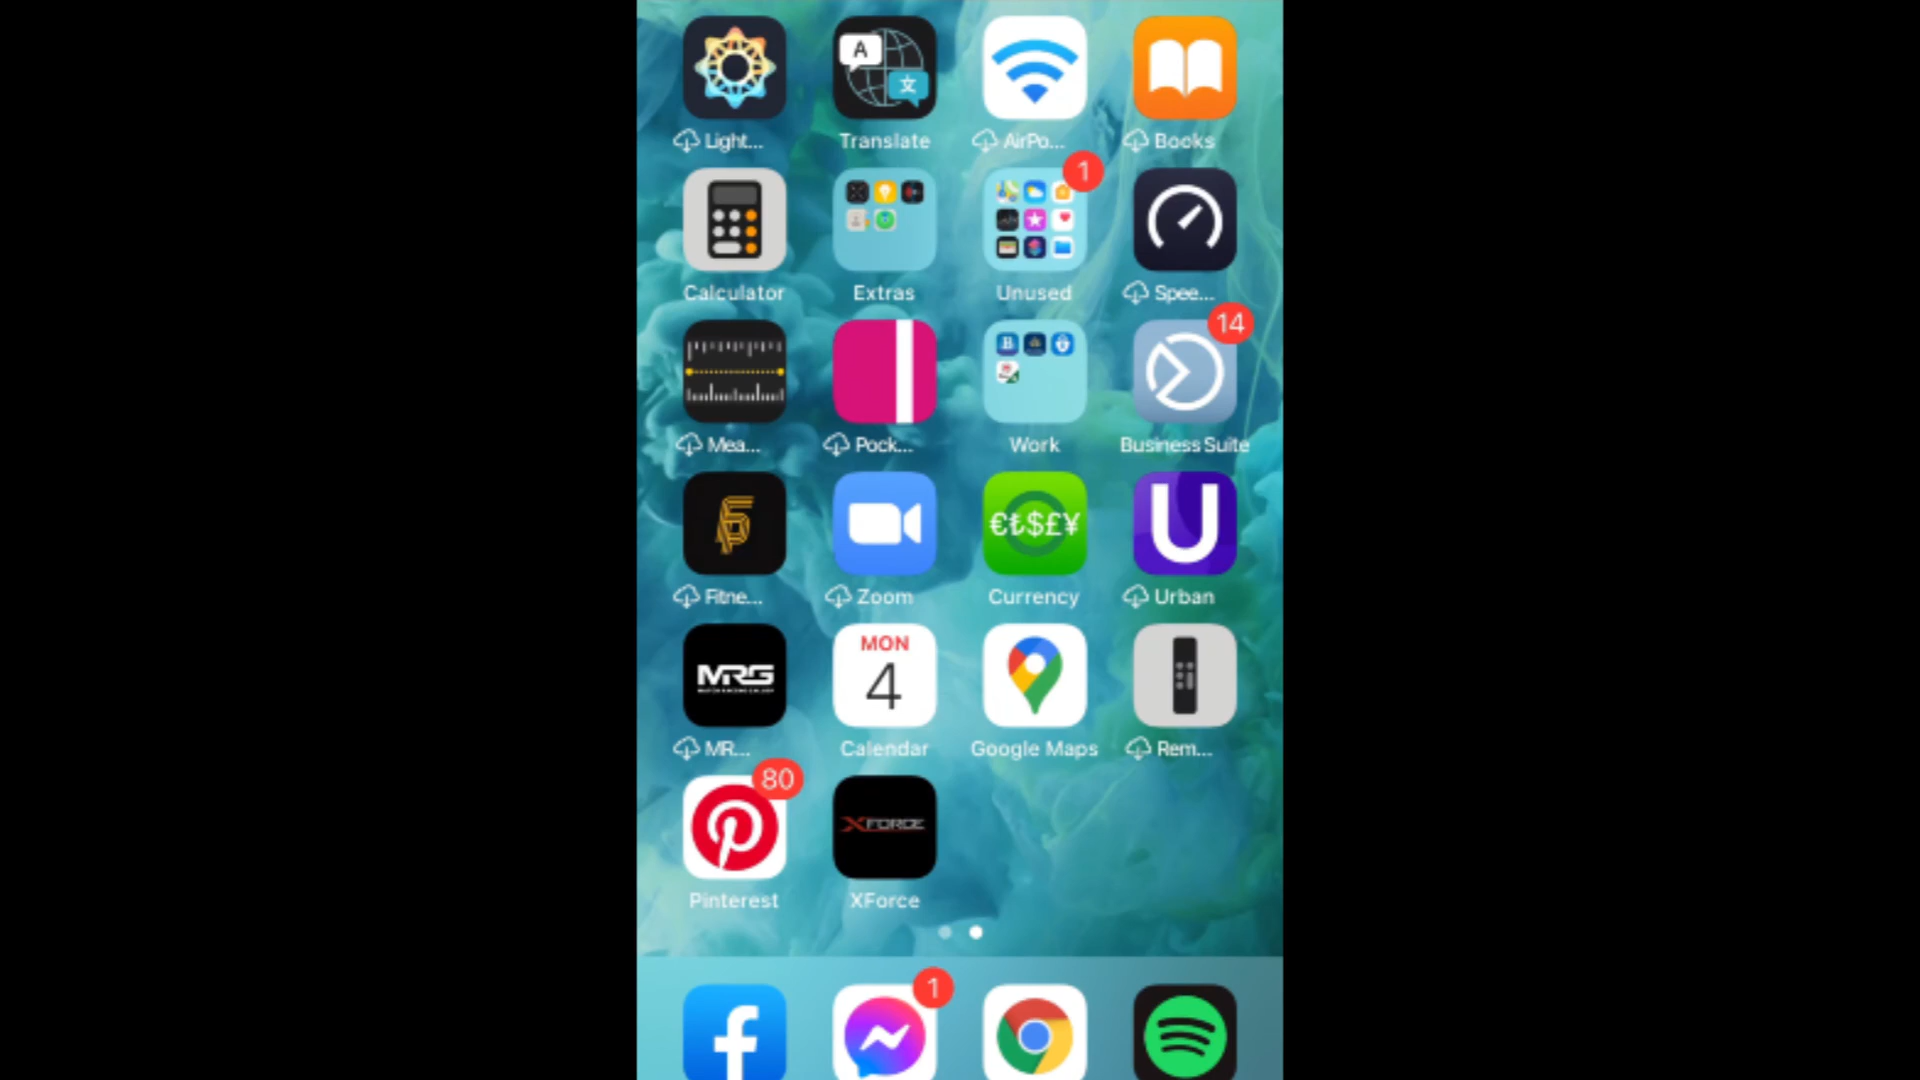 A
文
Light...
Translate
AirPo...
Books
1
Calculator
Extras
Unused
Spee...
14
Mea...
Pock...
Work
Business Suite
€₺$£¥
U
Fitne...
Zoom
Currency
Urban
MRG
MON
4
MR...
Calendar
Google Maps
Rem...
80
XFORCE
Pinterest
XForce
1